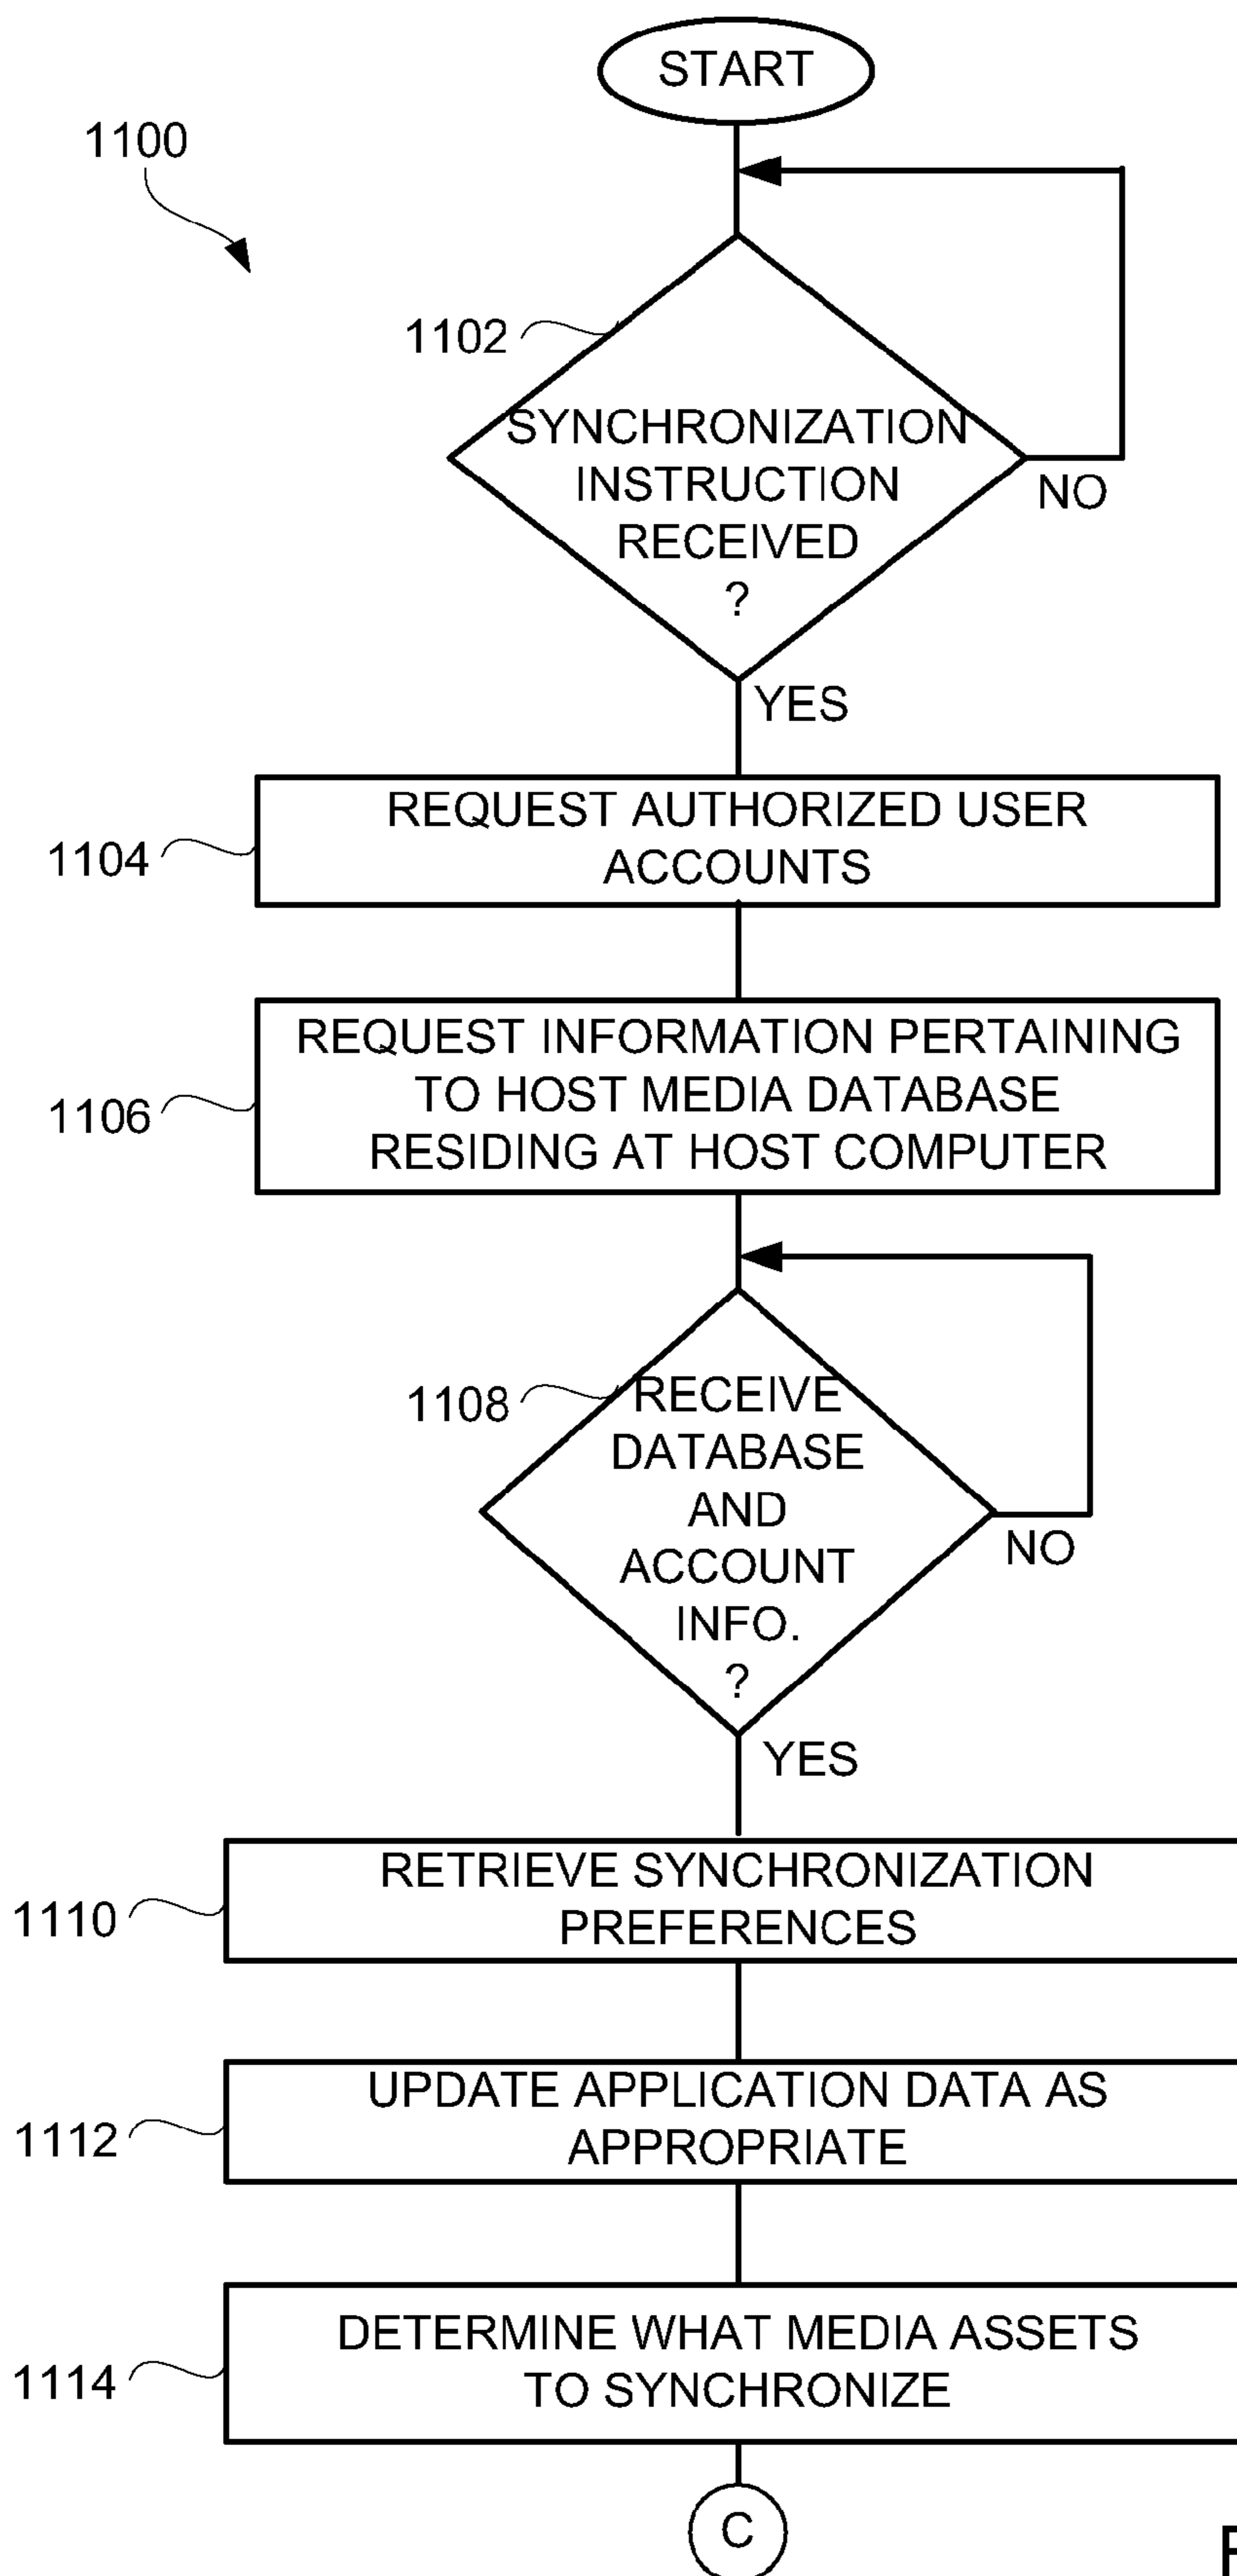 START
1100
1102
SYNCHRONIZATION
INSTRUCTION
RECEIVED
?
NO
YES
1104
REQUEST AUTHORIZED USER
ACCOUNTS
1106
REQUEST INFORMATION PERTAINING
TO HOST MEDIA DATABASE
RESIDING AT HOST COMPUTER
1108
RECEIVE
DATABASE
AND
ACCOUNT
INFO.
?
NO
YES
1110
RETRIEVE SYNCHRONIZATION
PREFERENCES
1112
UPDATE APPLICATION DATA AS
APPROPRIATE
1114
DETERMINE WHAT MEDIA ASSETS
TO SYNCHRONIZE
C